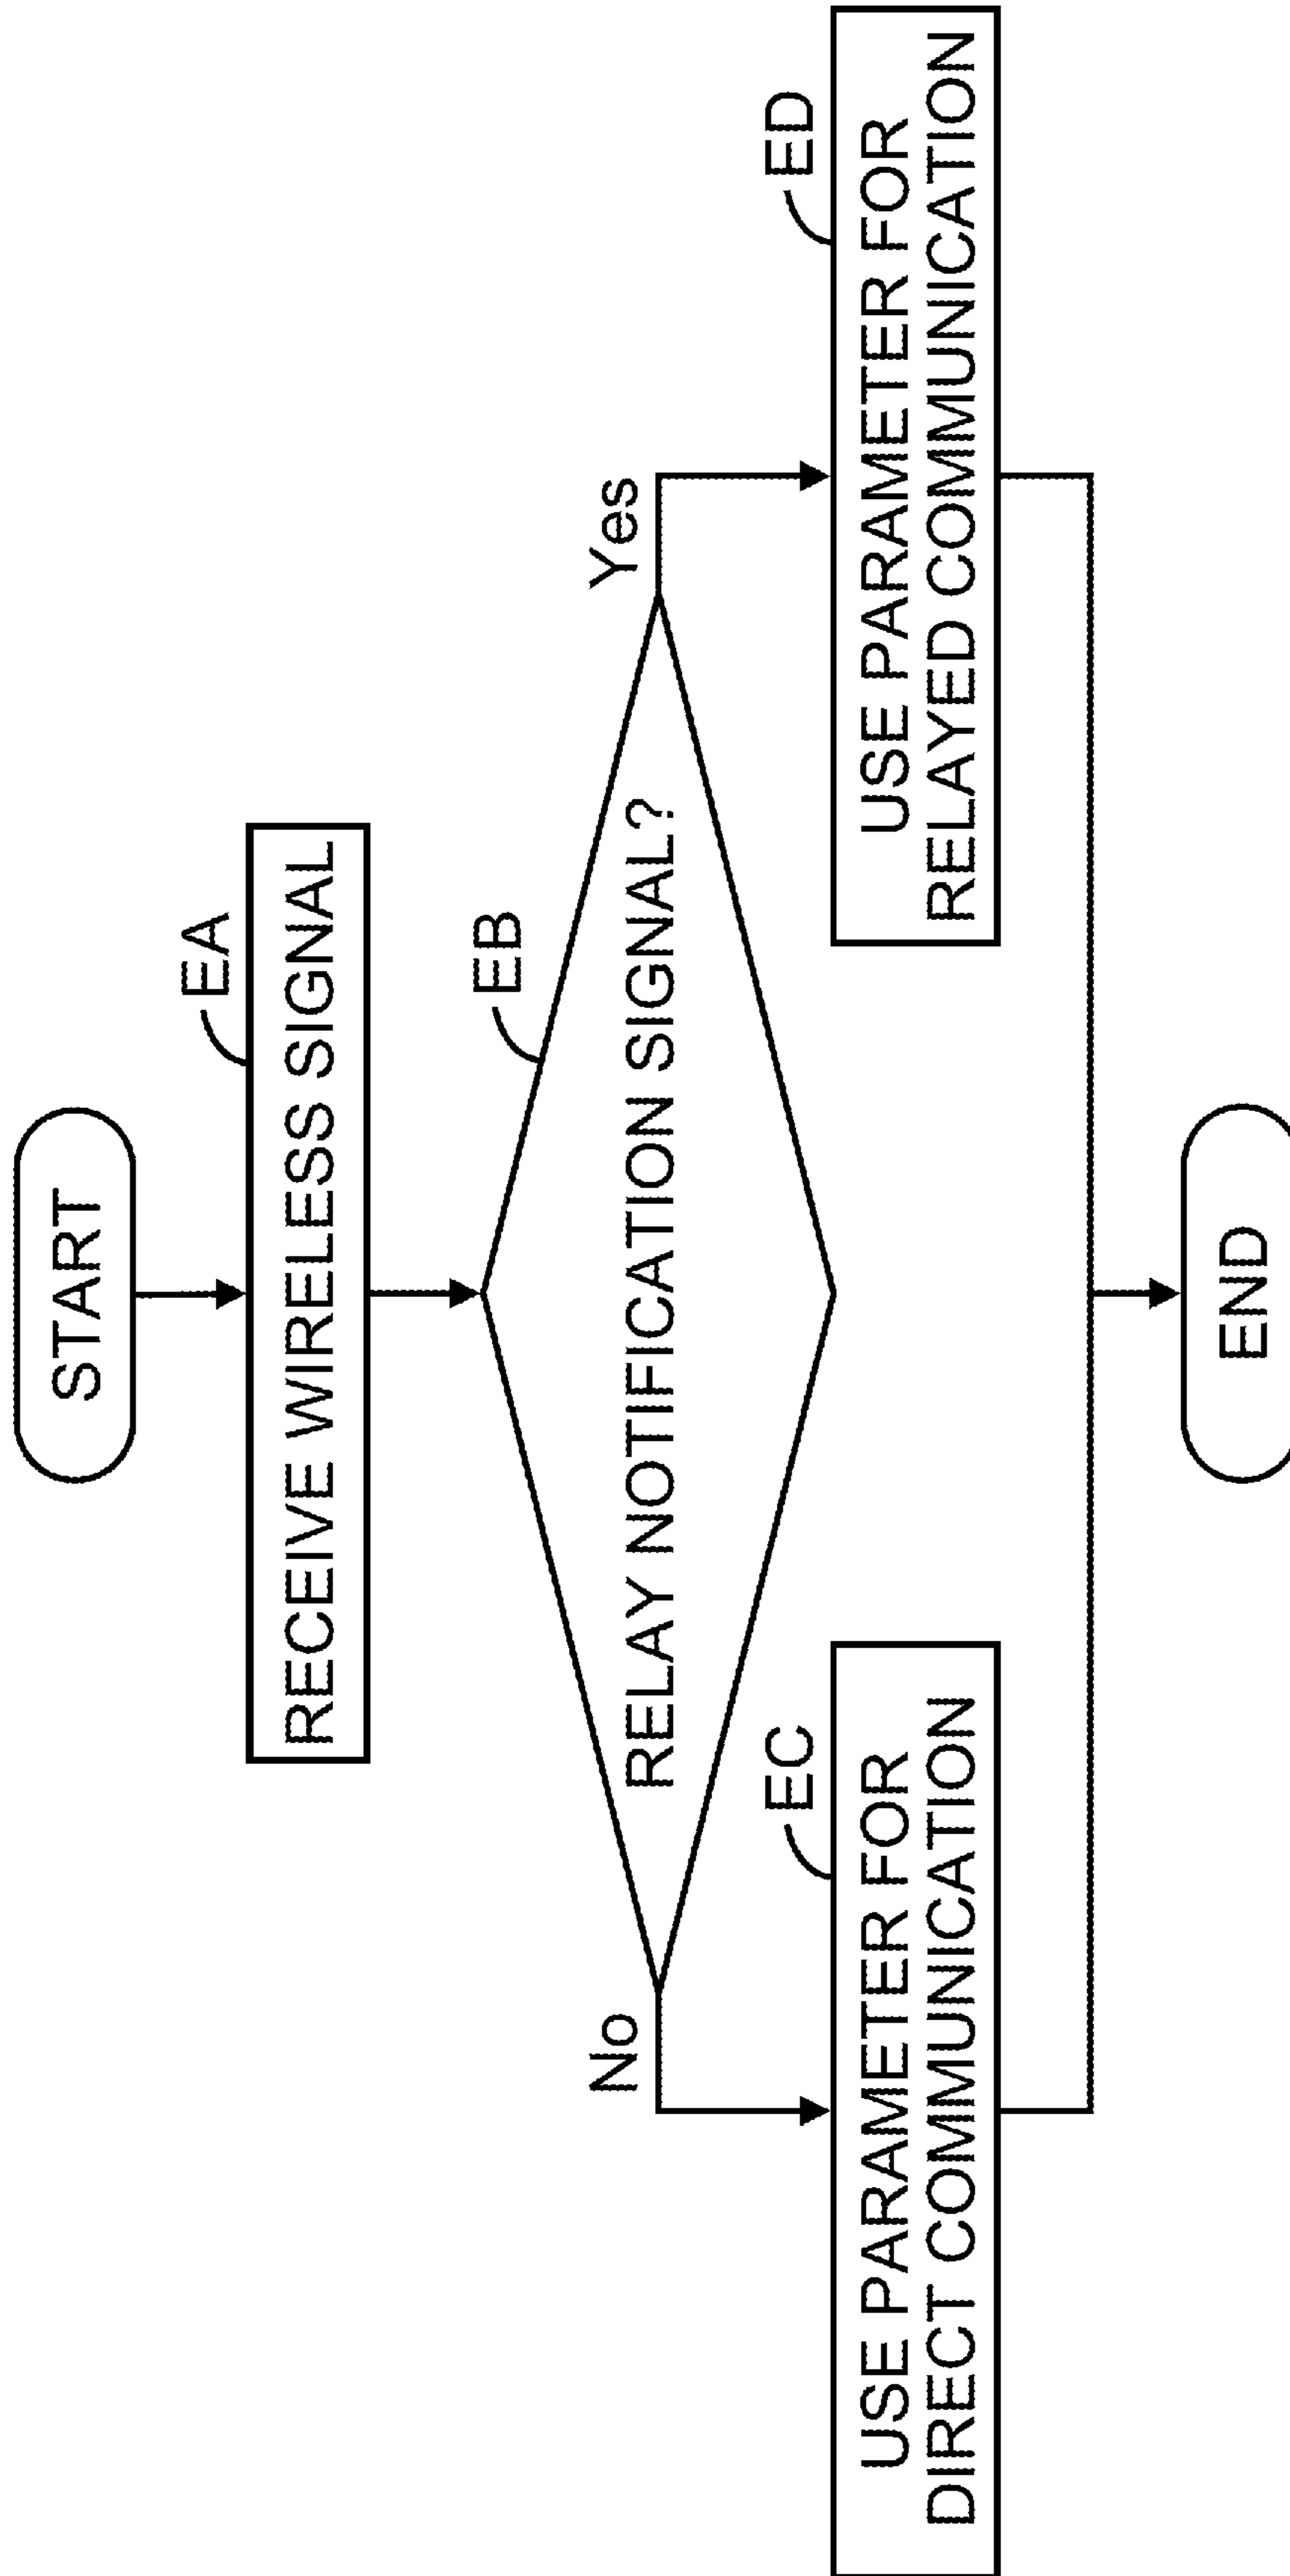 START
EA
RECEIVE WIRELESS SIGNAL
EB
RELAY NOTIFICATION SIGNAL?
No
Yes
EC
USE PARAMETER FOR
DIRECT COMMUNICATION
ED
USE PARAMETER FOR
RELAYED COMMUNICATION
END